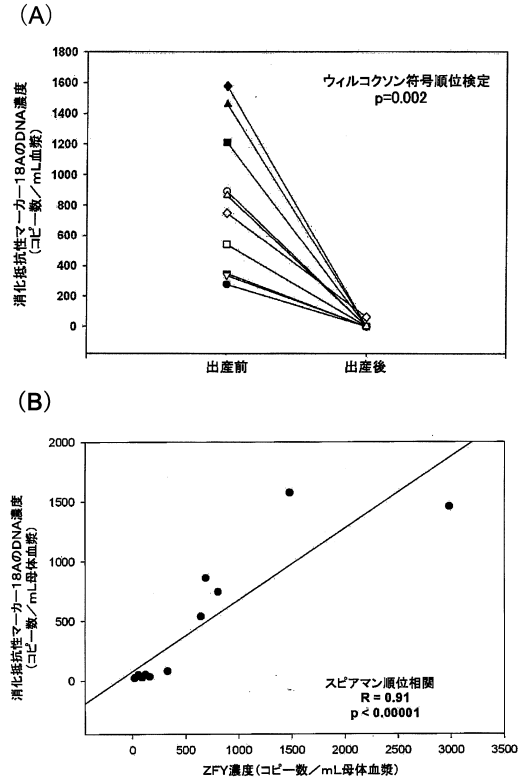 (A)
消化抵抗性マーカー18AのDNA濃度
(コピー数/mL血漿)
1800
1600
1400
1200
1000
800
600
400
200
0
ウィルコクソン符号順位検定
p=0.002
出産前
出産後
(B)
消化抵抗性マーカー18AのDNA濃度
(コピー数/mL母体血漿)
2000
1500
1000
500
0
スピアマン順位相関
R = 0.91
p < 0.00001
0
500
1000
1500
2000
2500
3000
3500
ZFY濃度(コピー数/mL母体血漿)